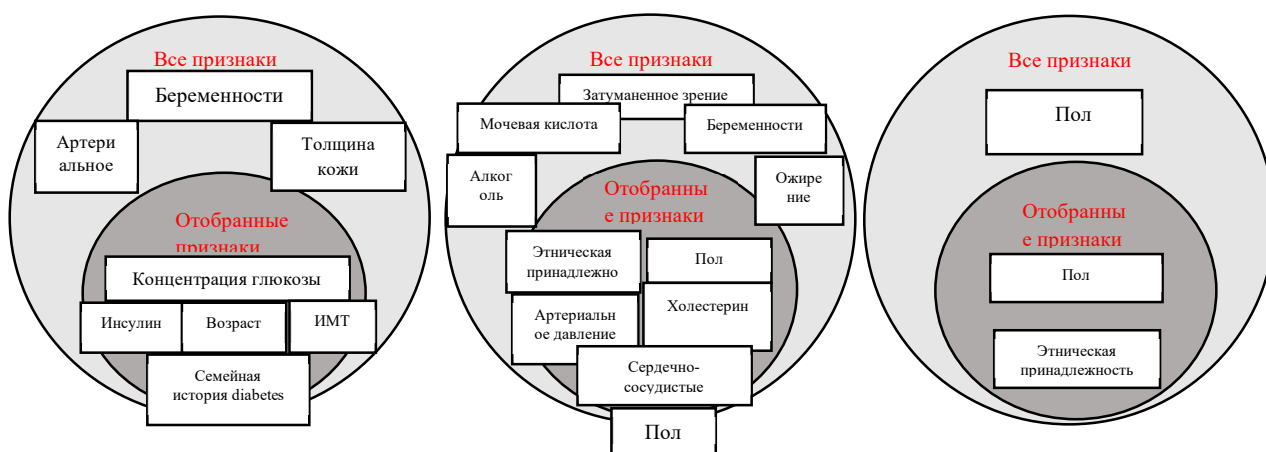 Все признаки
Беременности
Артери
альное
Толщина
кожи
Отобранные
признаки
Концентрация глюкозы
Инсулин
Возраст
ИМТ
Семейная
история diabetes
Все признаки
Затуманенное зрение
Мочевая кислота
Беременности
Алког
оль
Ожире
ние
Отобранны
е признаки
Этническая
принадлежно
Пол
Артериальн
ое давление
Холестерин
Сердечно-
сосудистые
Пол
Все признаки
Пол
Отобранны
е признаки
Пол
Этническая
принадлежность